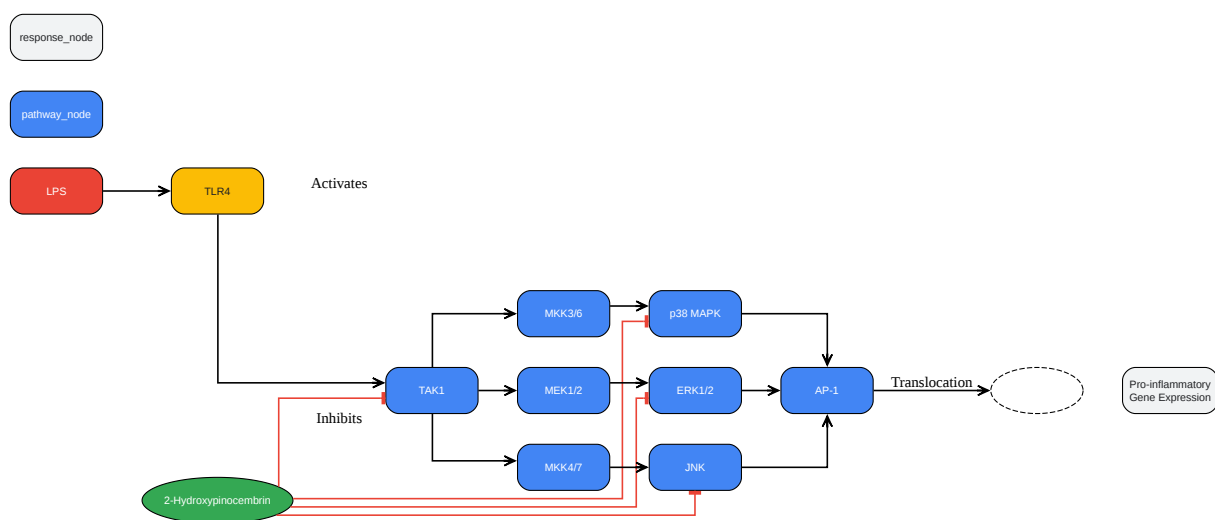 response_node
pathway_node
LPS
TLR4
Activates
MKK3/6
p38 MAPK
TAK1
MEK1/2
ERK1/2
AP-1
Translocation
Pro-inflammatory
Gene Expression
Inhibits
MKK4/7
JNK
2-Hydroxypinocembrin